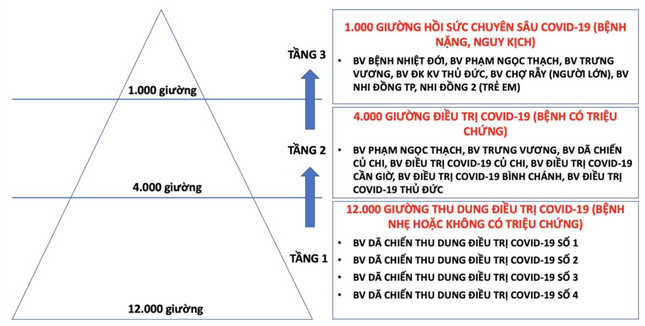 1.000 giường
4.000 giường
12.000 giường
TẦNG 3
TẦNG 2
TẦNG 1
1.000 GIƯỜNG HỒI SỨC CHUYÊN SÂU COVID-19 (BỆNH
NẶNG, NGUY KỊCH)
• BV BỆNH NHIỆT ĐỚI, BV PHẠM NGỌC THẠCH, BV TRƯNG
VƯƠNG, BV ĐK KV THỦ ĐỨC, BV CHỢ RẪY (NGƯỜI LỚN), BV
NHI ĐỒNG TP, NHI ĐỒNG 2 (TRẺ EM)
4.000 GIƯỜNG ĐIỀU TRỊ COVID-19 (BỆNH CÓ TRIỆU
CHỨNG)
• BV PHẠM NGỌC THẠCH, BV TRƯNG VƯƠNG, BV DÃ CHIẾN
CỦ CHI, BV ĐIỀU TRỊ COVID-19 CỦ CHI, BV ĐIỀU TRỊ COVID-19
CẦN GIỜ, BV ĐIỀU TRỊ COVID-19 BÌNH CHÁNH, BV ĐIỀU TRỊ
COVID-19 THỦ ĐỨC
12.000 GIƯỜNG THU DUNG ĐIỀU TRỊ COVID-19 (BỆNH
NHẸ HOẶC KHÔNG CÓ TRIỆU CHỨNG)
• BV DÃ CHIẾN THU DUNG ĐIỀU TRỊ COVID-19 SỐ 1
• BV DÃ CHIẾN THU DUNG ĐIỀU TRỊ COVID-19 SỐ 2
• BV DÃ CHIẾN THU DUNG ĐIỀU TRỊ COVID-19 SỐ 3
• BV DÃ CHIẾN THU DUNG ĐIỀU TRỊ COVID-19 SỐ 4